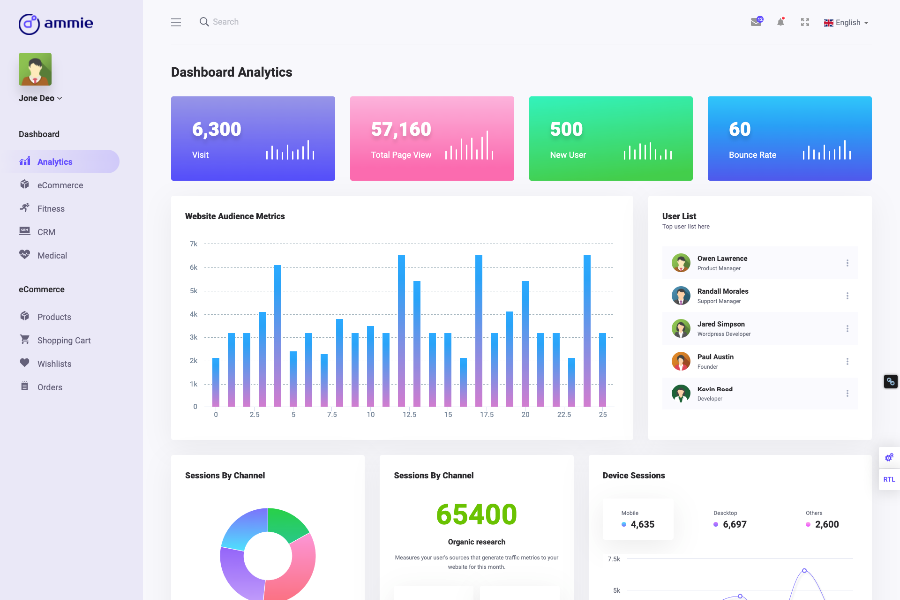 ammie
Search
English
Jone Deo
Dashboard
Analytics
eCommerce
Fitness
CRM
Medical
eCommerce
Products
Shopping Cart
Wishlists
Orders
Dashboard Analytics
6,300
Visit
57,160
Total Page View
500
New User
60
Bounce Rate
Website Audience Metrics
7k
6k
5k
4k
3k
2k
1k
0
0 2.5 5 7.5 10 12.5 15 17.5 20 22.5 25
User List
Top user list here
Owen Lawrence
Product Manager
Randall Morales
Support Manager
Jared Simpson
Worpress Developer
Paul Austin
Founder
Kevin Reed
Developer
RTL
Sessions By Channel
Sessions By Channel
65400
Organic research
Measures your user's sources that generate traffic metrics to your
website for this month.
Device Sessions
Mobile
4,635
Desacktop
6,697
Others
2,600
7.5k
5k